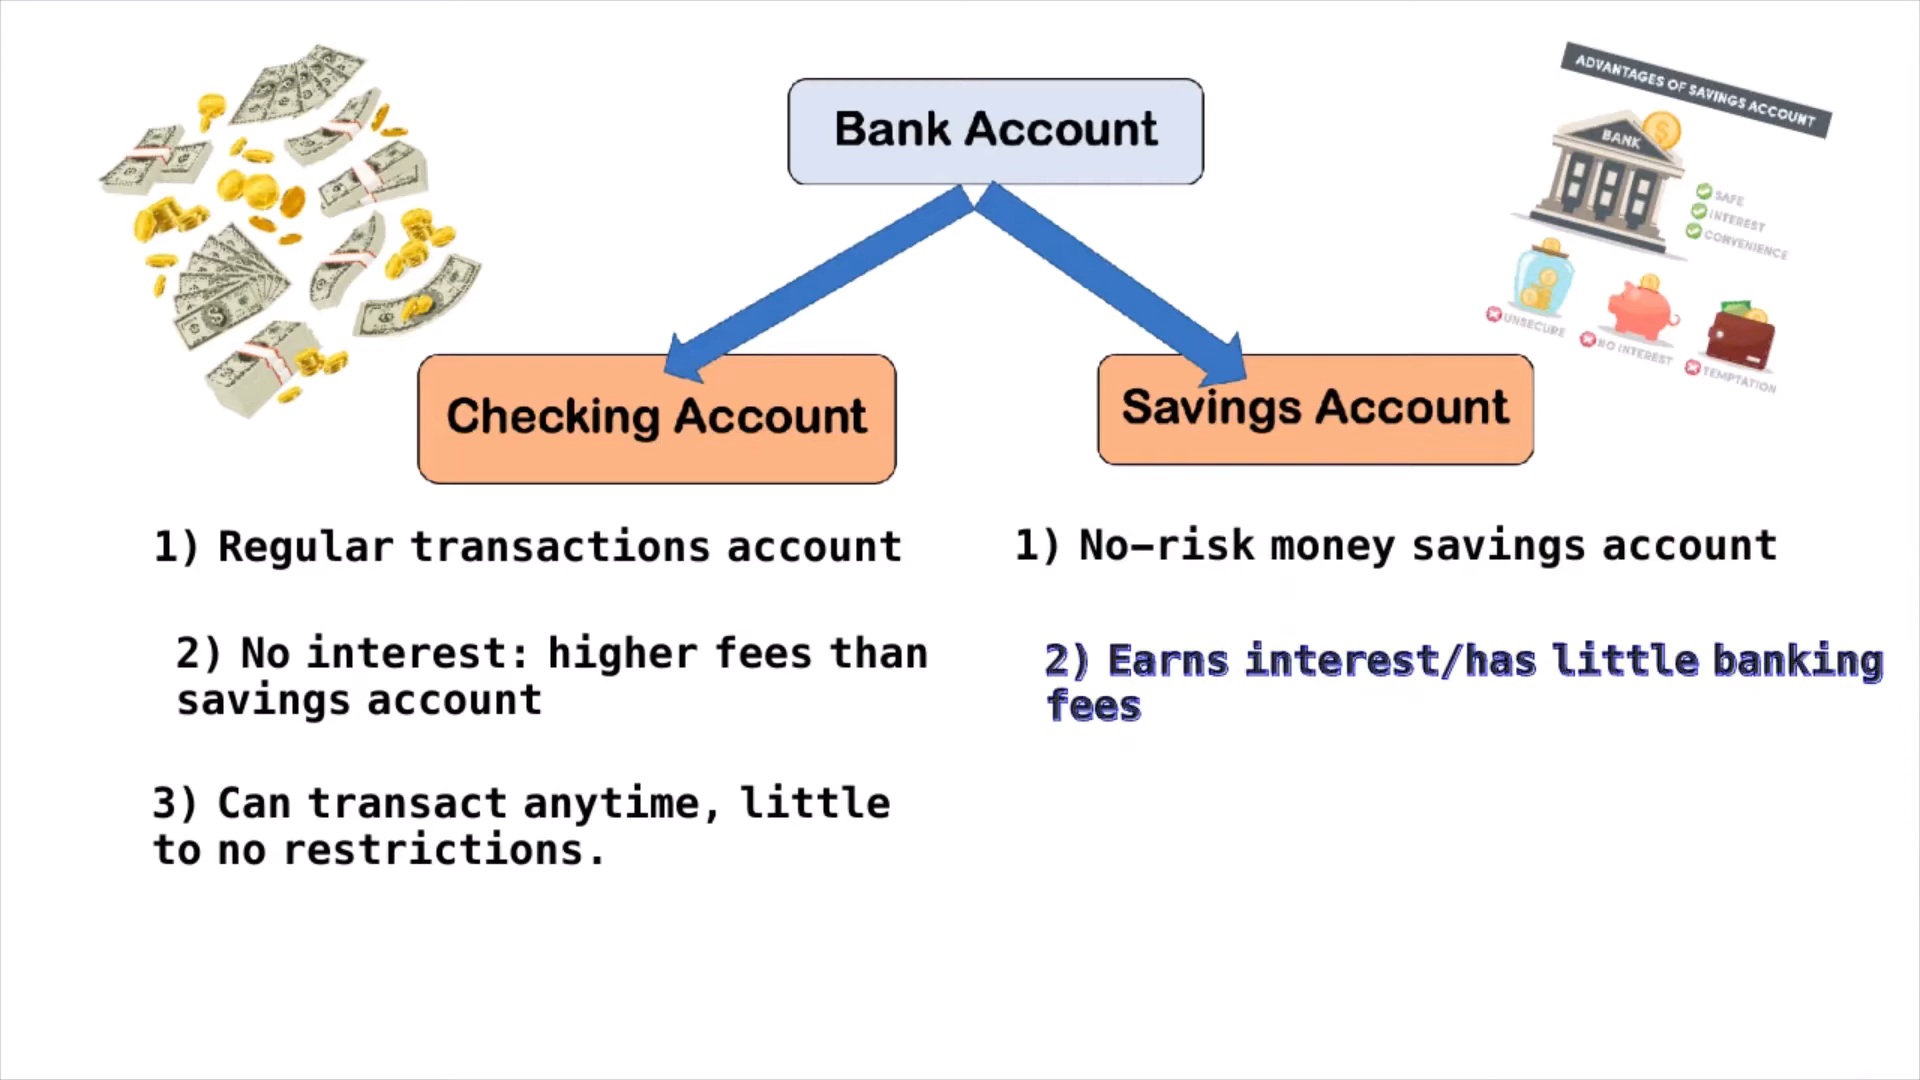 ADVANTAGES OF SAVINGS ACCOUNT
BANK
SAFE
INTEREST
CONVENIENCE
UNSECURE
NO INTEREST
TEMPTATION
Bank Account
Checking Account
Savings Account
1) Regular transactions account
2) No interest: higher fees than
savings account
3) Can transact anytime, little
to no restrictions.
1) No-risk money savings account
2) Earns interest/has little banking
fees